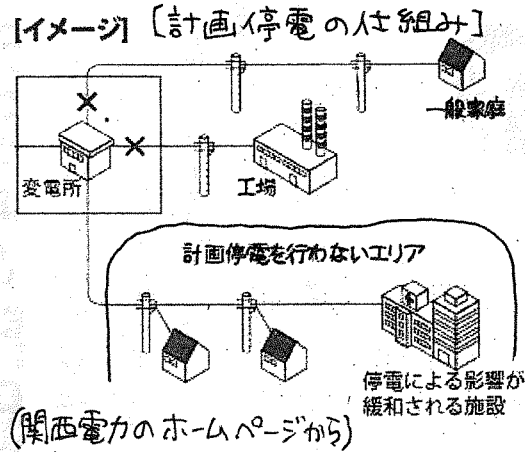 [イメージ] [計画停電の仕組み]
一般家庭
変電所
工場
計画停電を行わないエリア
停電による影響が
緩和される施設
(関西電力のホームページから)